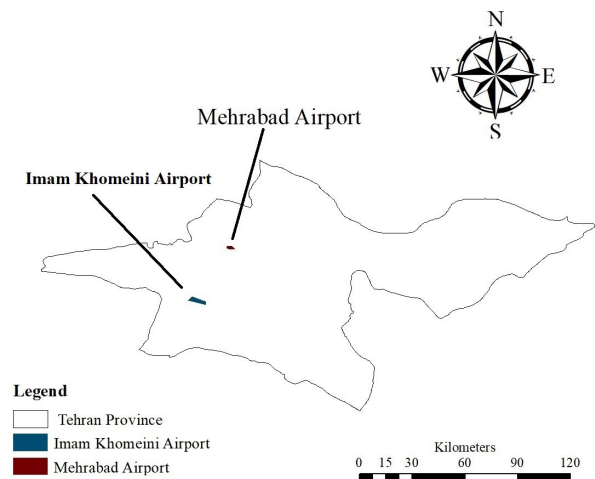 N
W E
S
Mehrabad Airport
Imam Khomeini Airport
Legend
Tehran Province
Imam Khomeini Airport
Mehrabad Airport
Kilometers
0 15 30 60 90 120